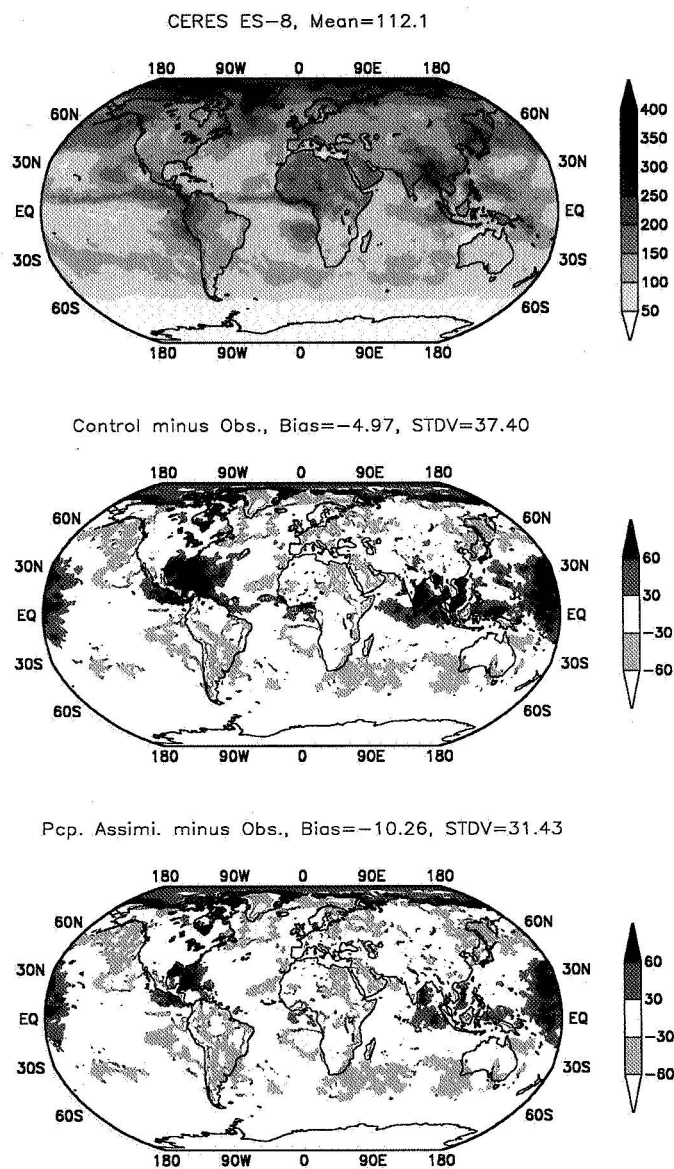 CERES ES-8, Mean=112.1
180 90W 0 90E 180
60N 60N
30N 30N
EQ EQ
30S 30S
60S 60S
180 90W 0 90E 180
400
350
300
250
200
150
100
50
Control minus Obs., Bias=-4.97, STDV=37.40
180 90W 0 90E 180
60N 60N
30N 30N
EQ EQ
30S 30S
60S 60S
180 90W 0 90E 180
60
30
-30
-60
Pcp. Assimi. minus Obs., Bias=-10.26, STDV=31.43
180 90W 0 90E 180
60N 60N
30N 30N
EQ EQ
30S 30S
60S 60S
180 90W 0 90E 180
60
30
-30
-60